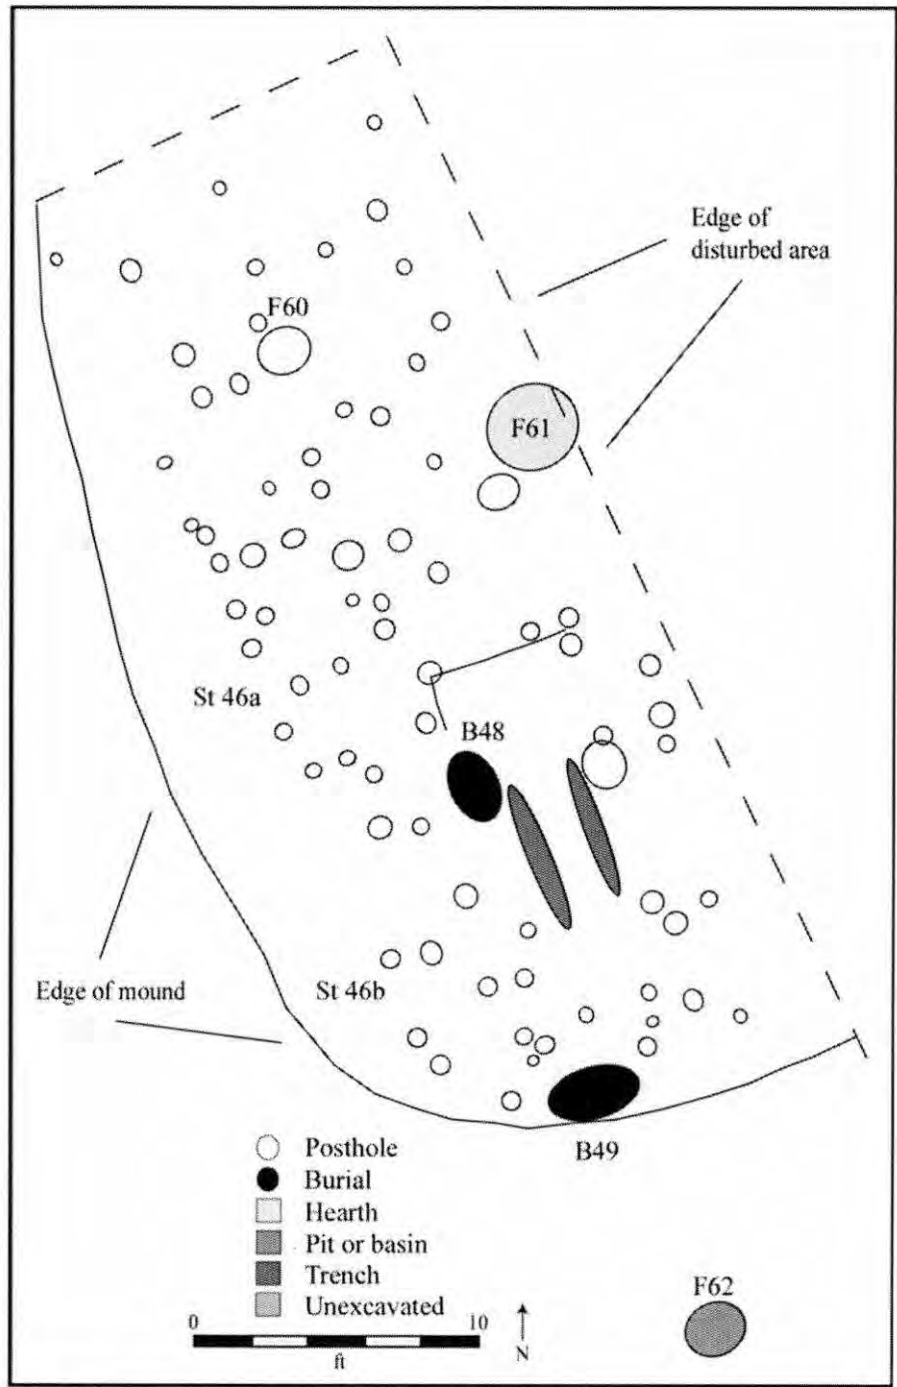 Edge of
disturbed area
F60
F61
St 46a
B48
Edge of mound
St 46b
B49
Posthole
Burial
Hearth
Pit or basin
Trench
Unexcavated
F62
0 10
ft
N